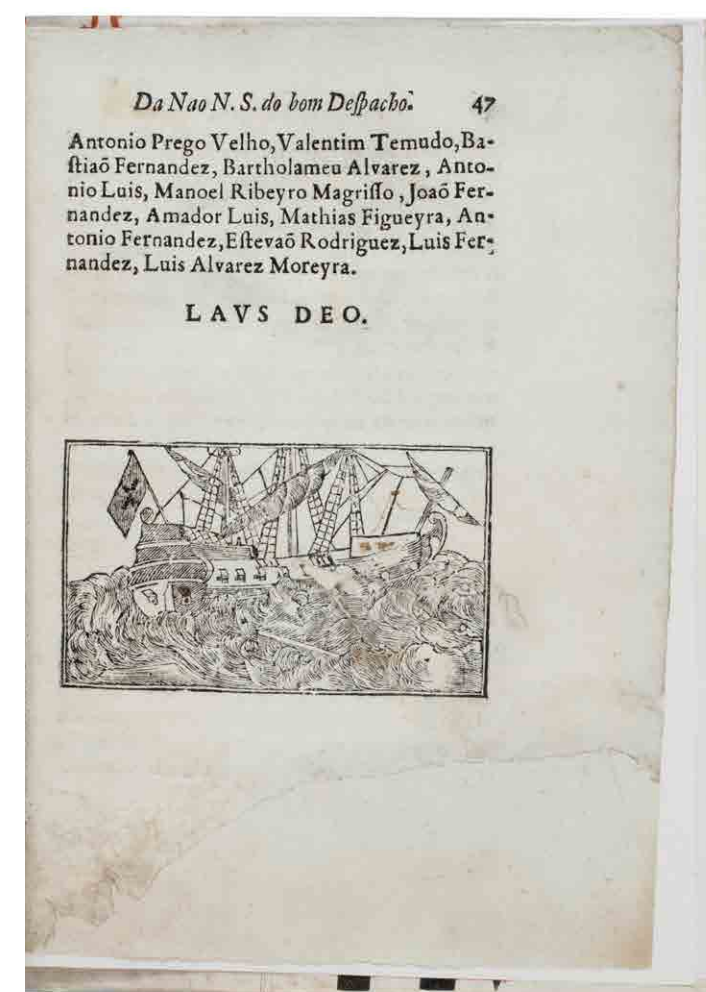 Da Nao N. S. do bom Deſpacho. 47
Antonio Prego Velho, Valentim Temudo, Ba-
ſtiaõ Fernandez, Bartholameu Alvarez, Anto-
nio Luis, Manoel Ribeyro Magriſſo, Joaõ Fer-
nandez, Amador Luis, Mathias Figueyra, An-
tonio Fernandez, Eſtevaõ Rodriguez, Luis Fer-
nandez, Luis Alvarez Moreyra.
LAVS DEO.